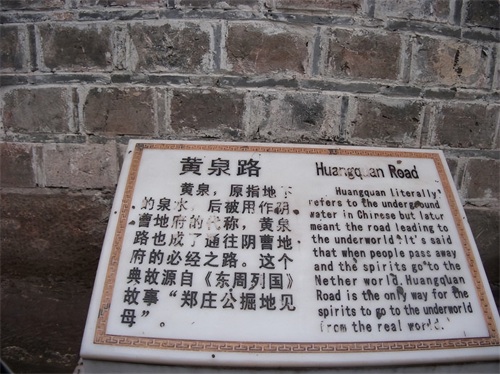 黄泉路
黄泉，原指地下
的泉水，后被用作阴
曹地府的代称，黄泉
路也成了通往阴曹地
府的必经之路。这个
典故源自《东周列国》
故事“郑庄公掘地见
母”。
Huangquan Road
Huangquan literally
refers to the underground
water in Chinese but latur
meant the road leading to
the underworld. It's said
that when people pass away
and the spirits go to the
Nether world. Huangquan
Road is the only way for the
spirits to go to the underworld
from the real world.